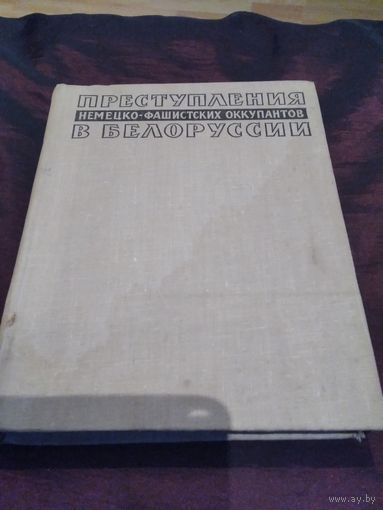 ПРЕСТУПЛЕНИЯ
НЕМЕЦКО-ФАШИСТСКИХ ОККУПАНТОВ
В БЕЛОРУССИИ
www.ay.by